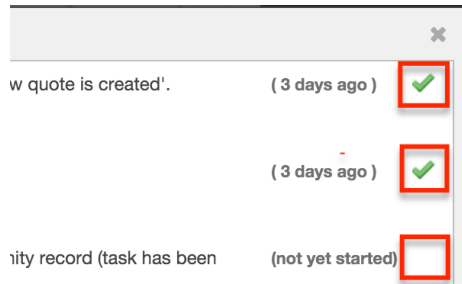 w quote is created'. ( 3 days ago )
( 3 days ago )
nity record (task has been (not yet started)